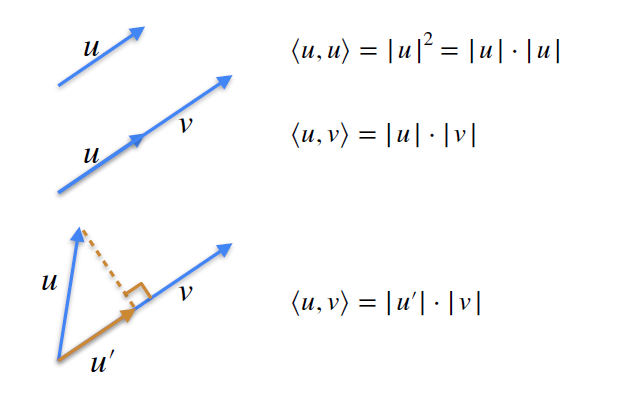 u
⟨u, u⟩ = |u|² = |u| · |u|
v
u
⟨u, v⟩ = |u| · |v|
u
v
⟨u, v⟩ = |u′| · |v|
u′